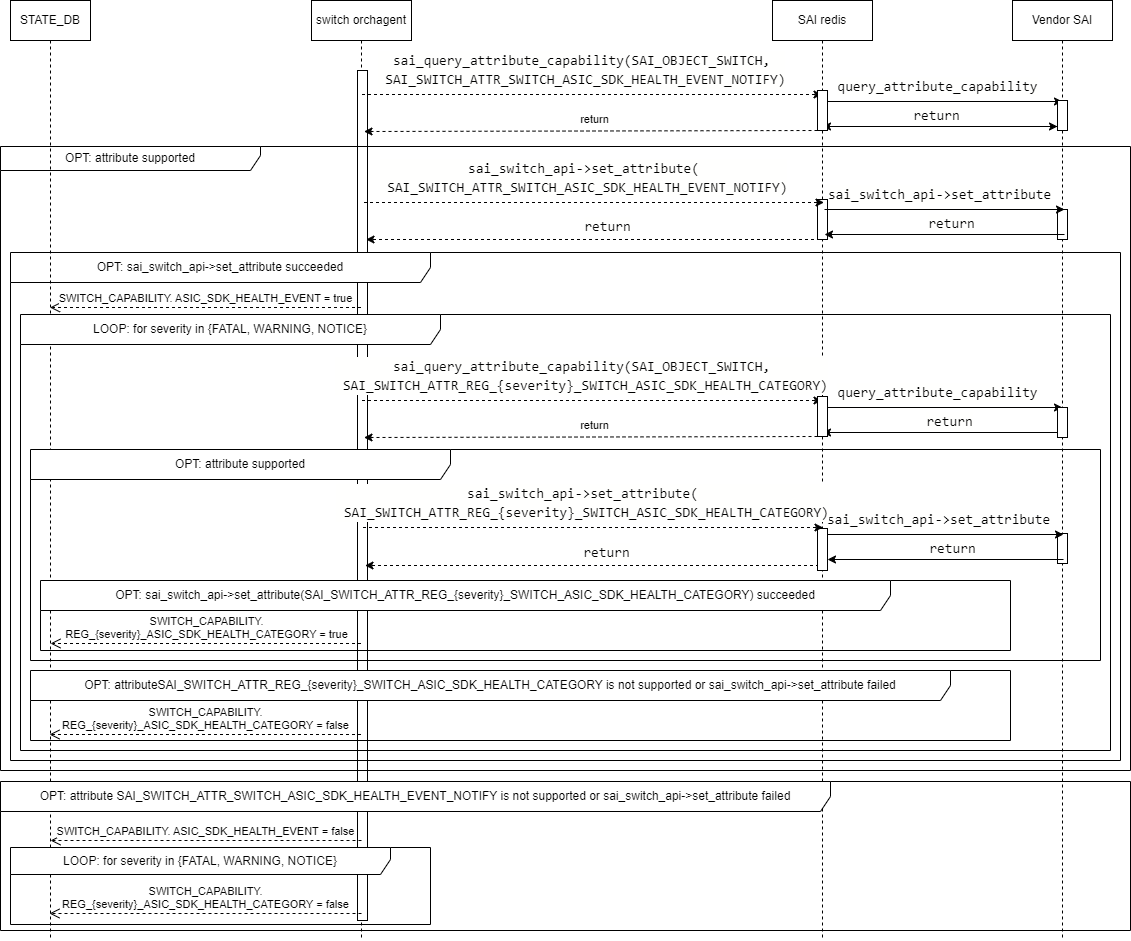 STATE_DB
switch orchagent
SAI redis
Vendor SAI
sai_query_attribute_capability(SAI_OBJECT_SWITCH,
SAI_SWITCH_ATTR_SWITCH_ASIC_SDK_HEALTH_EVENT_NOTIFY)
query_attribute_capability
return
return
OPT: attribute supported
sai_switch_api->set_attribute(
SAI_SWITCH_ATTR_SWITCH_ASIC_SDK_HEALTH_EVENT_NOTIFY)
sai_switch_api->set_attribute
return
return
OPT: sai_switch_api->set_attribute succeeded
SWITCH_CAPABILITY. ASIC_SDK_HEALTH_EVENT = true
LOOP: for severity in {FATAL, WARNING, NOTICE}
sai_query_attribute_capability(SAI_OBJECT_SWITCH,
SAI_SWITCH_ATTR_REG_{severity}_SWITCH_ASIC_SDK_HEALTH_CATEGORY)
query_attribute_capability
return
return
OPT: attribute supported
sai_switch_api->set_attribute(
SAI_SWITCH_ATTR_REG_{severity}_SWITCH_ASIC_SDK_HEALTH_CATEGORY)
sai_switch_api->set_attribute
return
return
OPT: sai_switch_api->set_attribute(SAI_SWITCH_ATTR_REG_{severity}_SWITCH_ASIC_SDK_HEALTH_CATEGORY) succeeded
SWITCH_CAPABILITY.
REG_{severity}_ASIC_SDK_HEALTH_CATEGORY = true
OPT: attributeSAI_SWITCH_ATTR_REG_{severity}_SWITCH_ASIC_SDK_HEALTH_CATEGORY is not supported or sai_switch_api->set_attribute failed
SWITCH_CAPABILITY.
REG_{severity}_ASIC_SDK_HEALTH_CATEGORY = false
OPT: attribute SAI_SWITCH_ATTR_SWITCH_ASIC_SDK_HEALTH_EVENT_NOTIFY is not supported or sai_switch_api->set_attribute failed
SWITCH_CAPABILITY. ASIC_SDK_HEALTH_EVENT = false
LOOP: for severity in {FATAL, WARNING, NOTICE}
SWITCH_CAPABILITY.
REG_{severity}_ASIC_SDK_HEALTH_CATEGORY = false